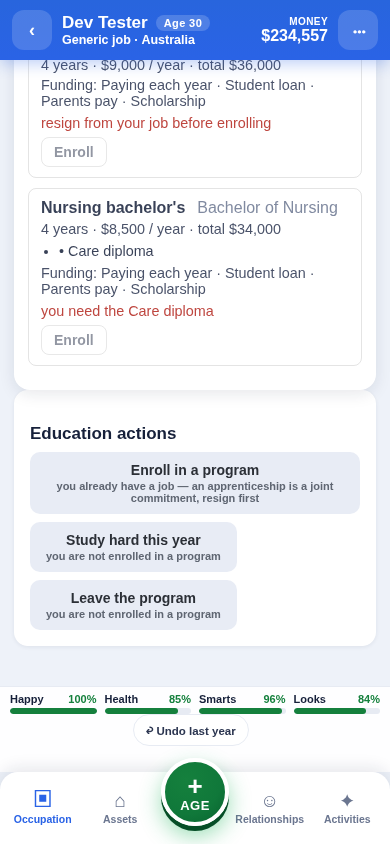 Dev Tester Age 30
Generic job · Australia
MONEY
$234,557
4 years · $9,000 / year · total $36,000
Funding: Paying each year · Student loan ·
Parents pay · Scholarship
resign from your job before enrolling
Enroll
Nursing bachelor's Bachelor of Nursing
4 years · $8,500 / year · total $34,000
• • Care diploma
Funding: Paying each year · Student loan ·
Parents pay · Scholarship
you need the Care diploma
Enroll
Education actions
Enroll in a program
you already have a job — an apprenticeship is a joint
commitment, resign first
Study hard this year
you are not enrolled in a program
Leave the program
you are not enrolled in a program
Happy 100% Health 85% Smarts 96% Looks 84%
Undo last year
+
AGE
Occupation Assets Relationships Activities